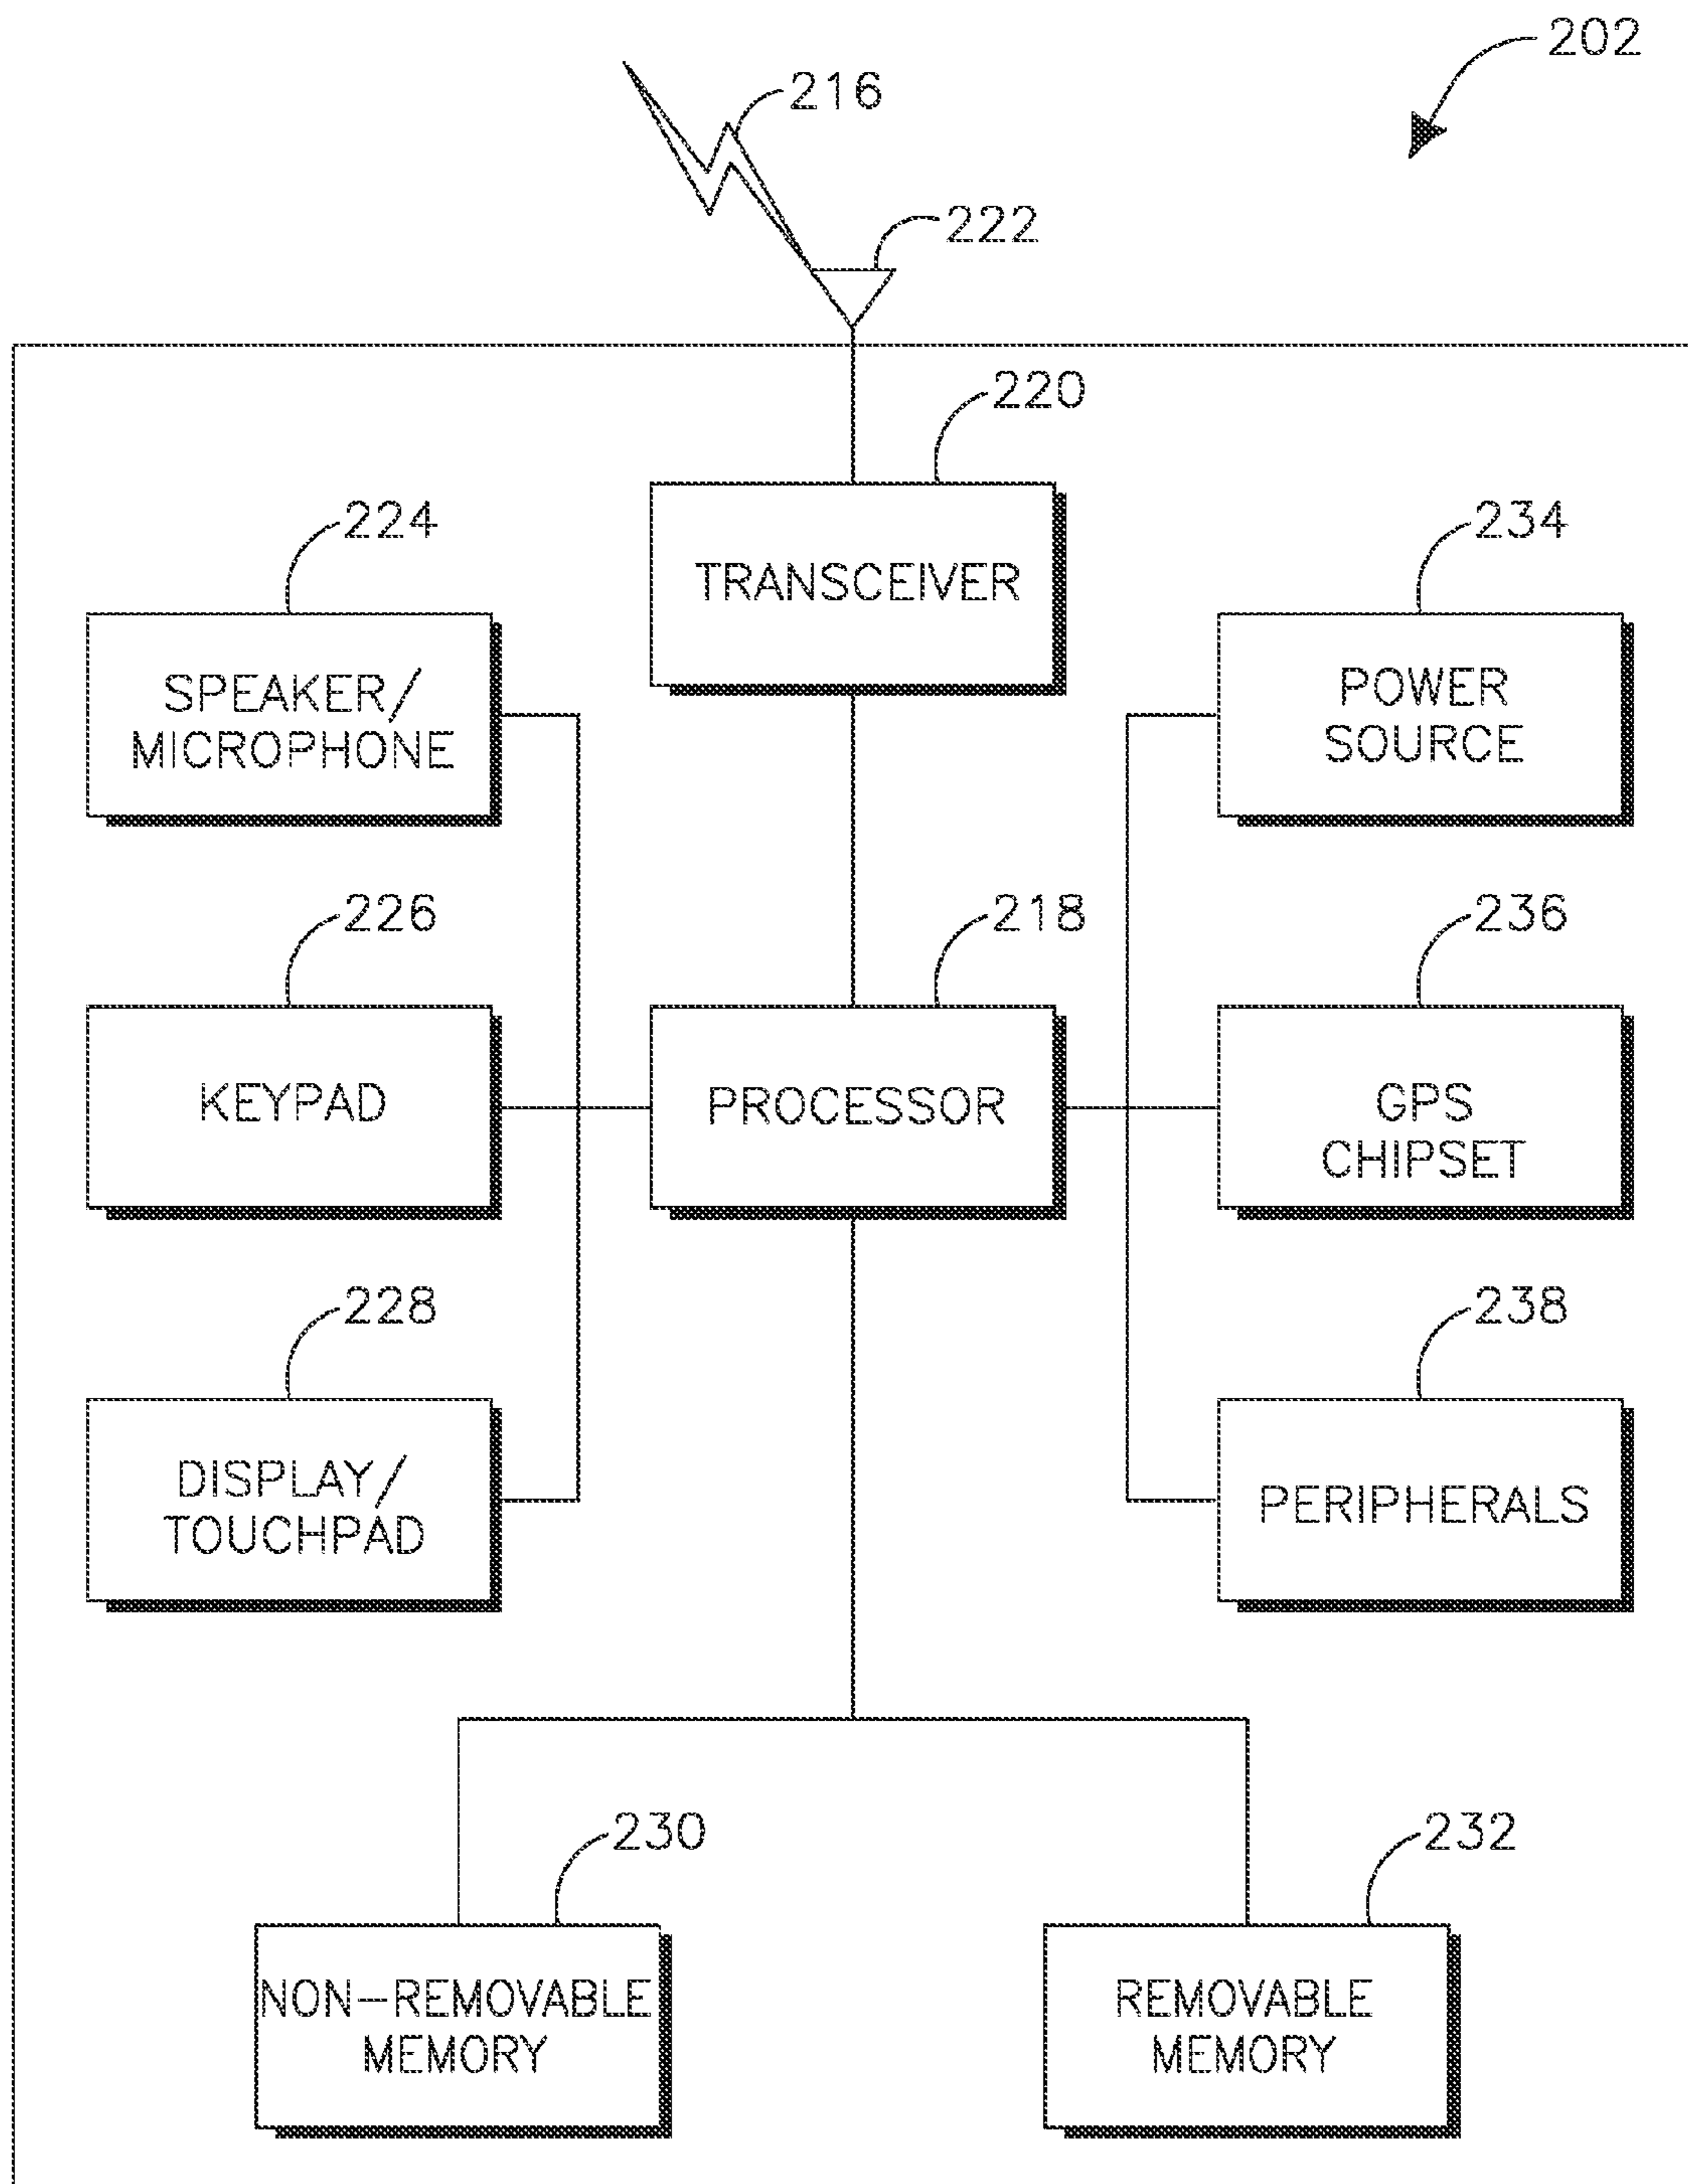 202
216
222
220
TRANSCEIVER
224
SPEAKER/
MICROPHONE
234
POWER
SOURCE
226
KEYPAD
218
PROCESSOR
236
GPS
CHIPSET
228
DISPLAY/
TOUCHPAD
238
PERIPHERALS
230
NON-REMOVABLE
MEMORY
232
REMOVABLE
MEMORY